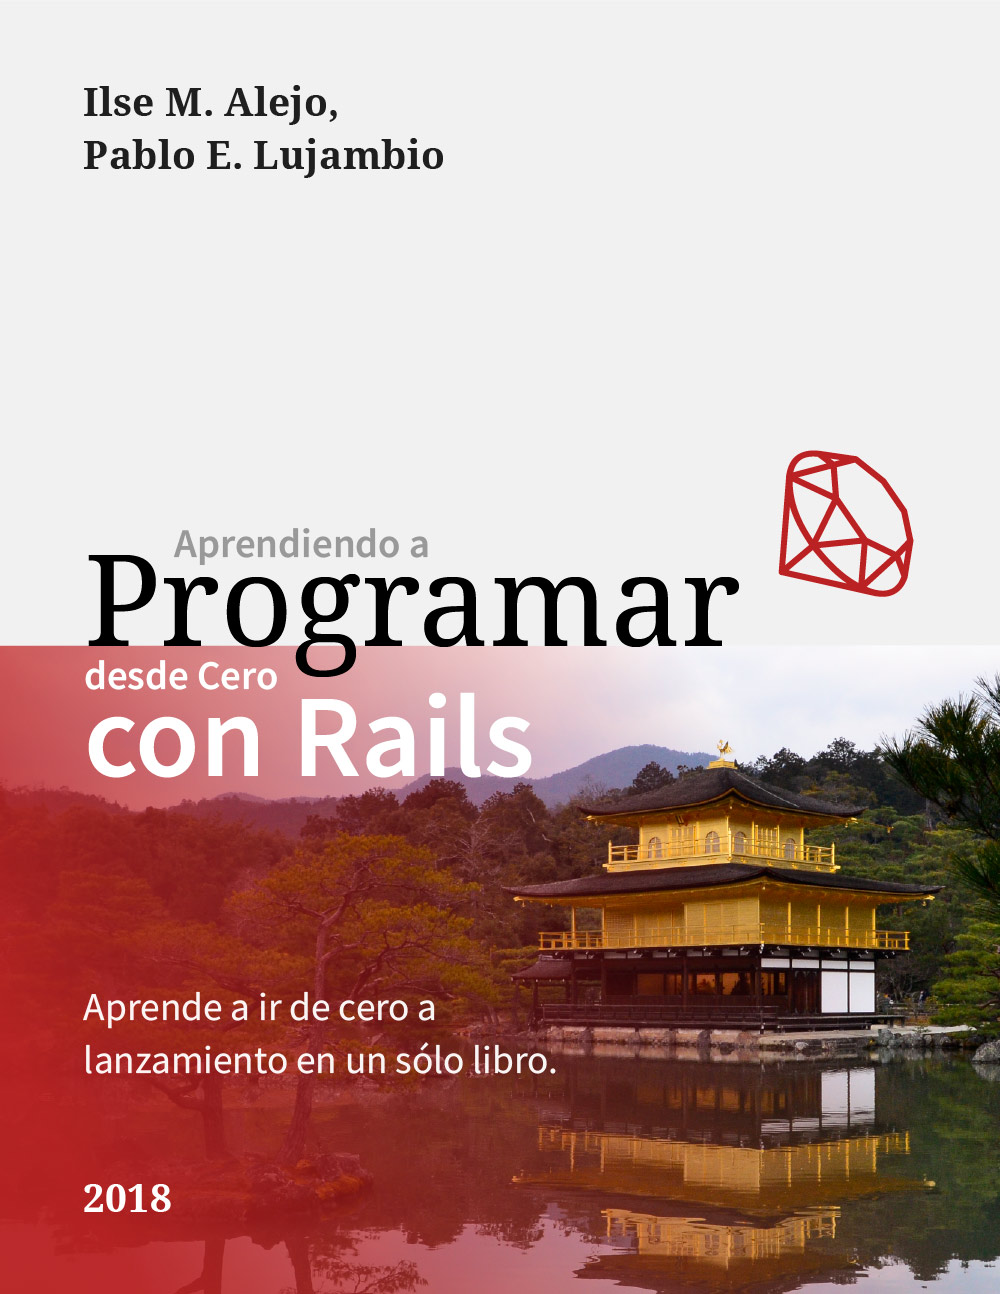 Ilse M. Alejo,
Pablo E. Lujambio
Aprendiendo a
Programar
desde Cero
con Rails
Aprende a ir de cero a
lanzamiento en un sólo libro.
2018